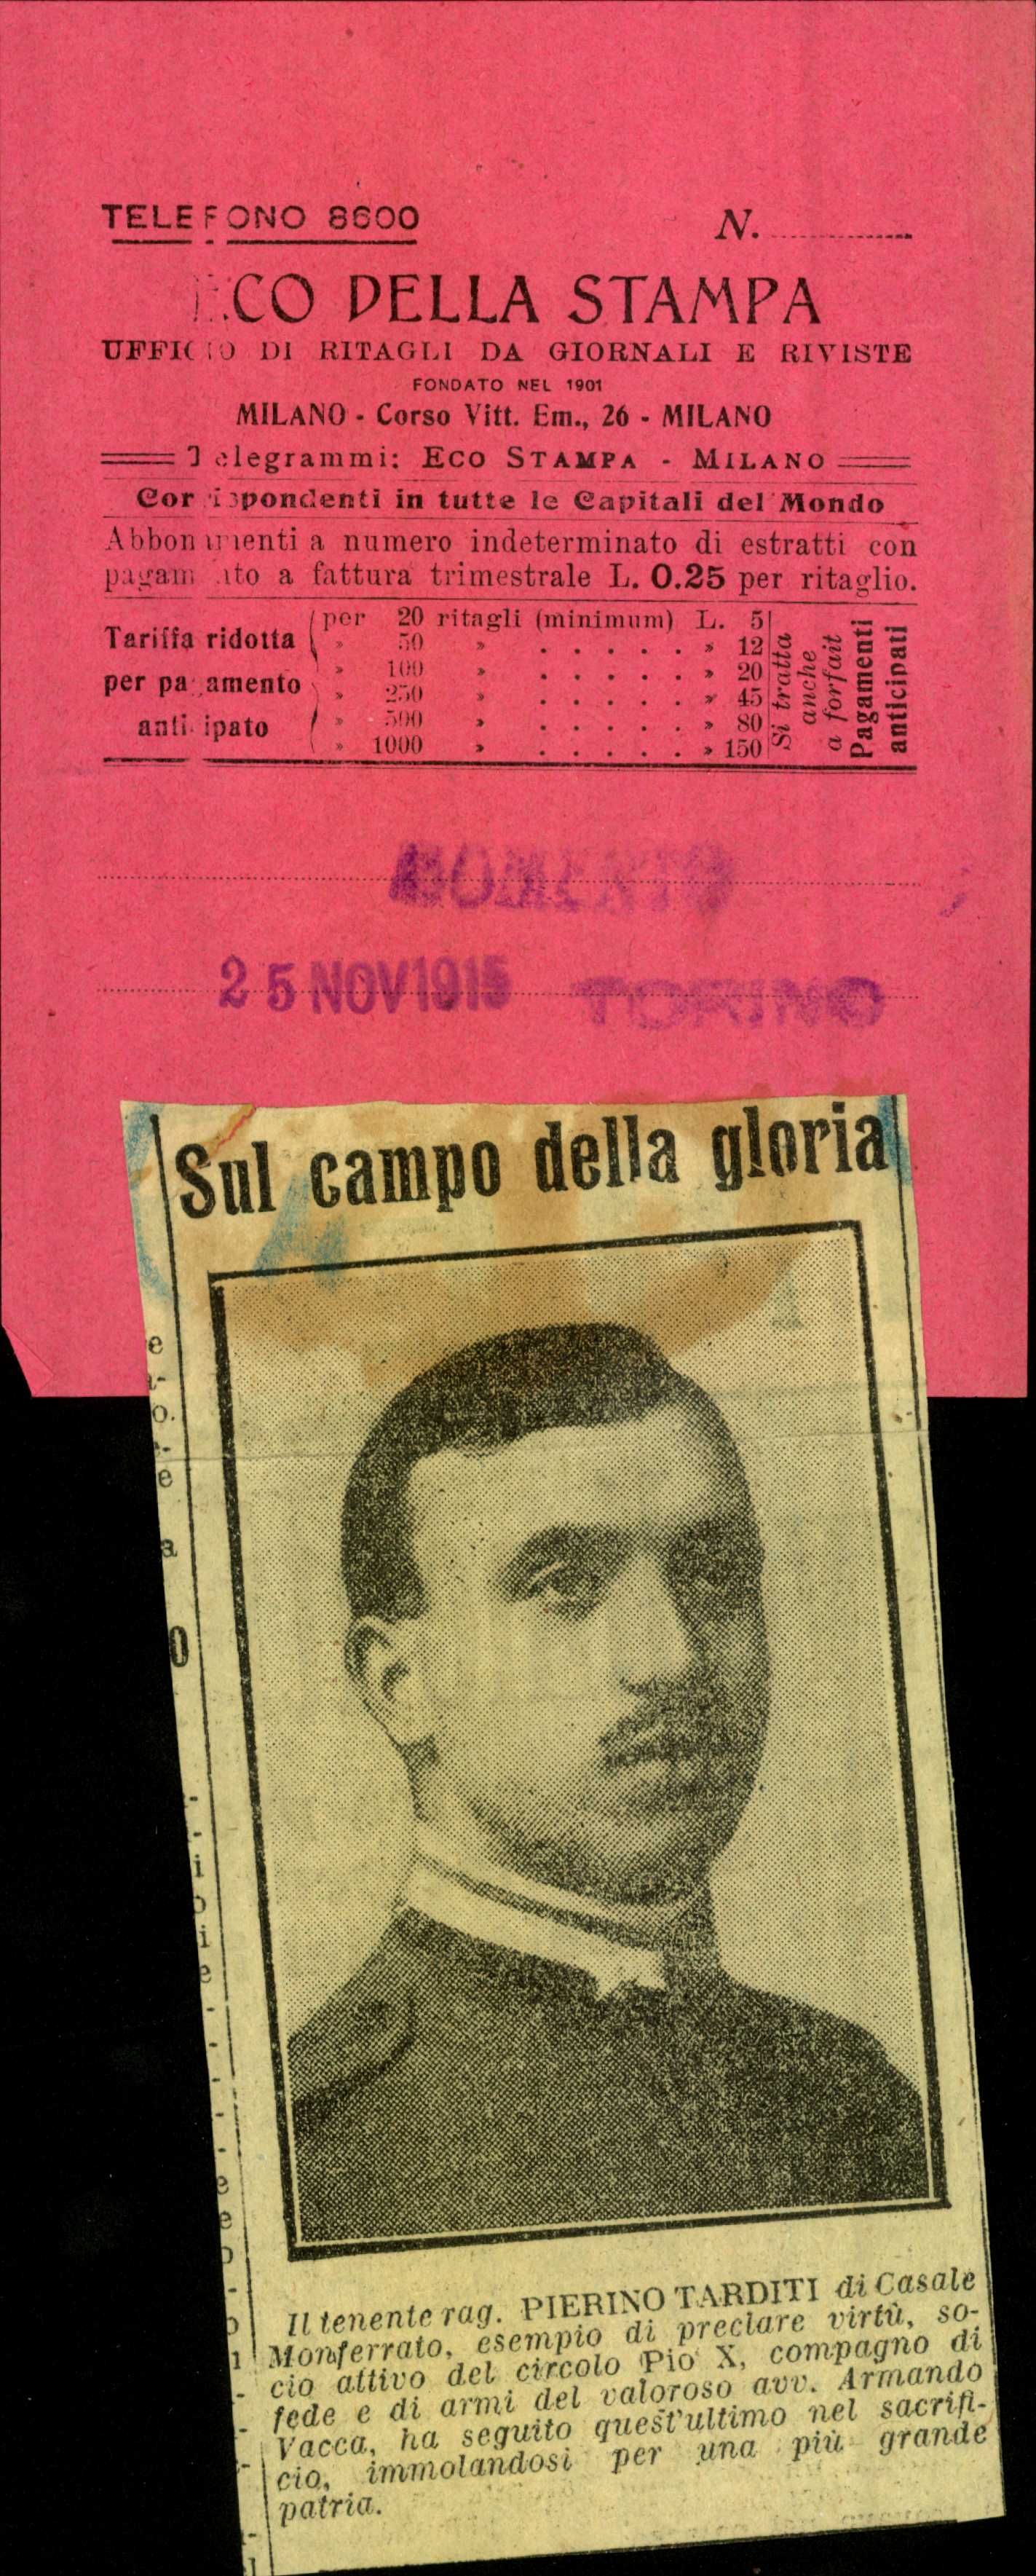 TELEFONO 8600
N.
ECO DELLA STAMPA
UFFICIO DI RITAGLI DA GIORNALI E RIVISTE
FONDATO NEL 1901
MILANO - Corso Vitt. Em., 26 - MILANO
Telegrammi: ECO STAMPA - MILANO
Corrispondenti in tutte le Capitali del Mondo
Abbonamenti a numero indeterminato di estratti con
pagamento a fattura trimestrale L. 0.25 per ritaglio.
Tariffa ridotta
per pagamento
anticipato
per 20 ritagli (minimum) L. 5
» 50 » . . . . . » 12
» 100 » . . . . . » 20
» 250 » . . . . . » 45
» 500 » . . . . . » 80
» 1000 » . . . . . » 150
Si tratta
anche
a forfait
Pagamenti
anticipati
MOMENTO
25 NOV 1915 TORINO
Sul campo della gloria
Il tenente rag. PIERINO TARDITI di Casale
Monferrato, esempio di preclare virtù, so-
cio attivo del circolo Pio X, compagno di
fede e di armi del valoroso avv. Armando
Vacca, ha seguito quest'ultimo nel sacrifi-
cio, immolandosi per una più grande
patria.